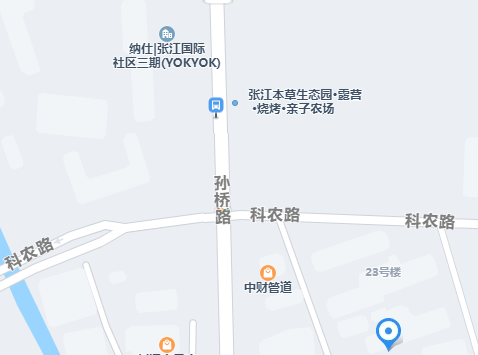 纳仕|张江国际
社区三期(YOKYOK)
张江本草生态园•露营
•烧烤•亲子农场
孙桥路
科农路
科农路
科农路
23号楼
中财管道